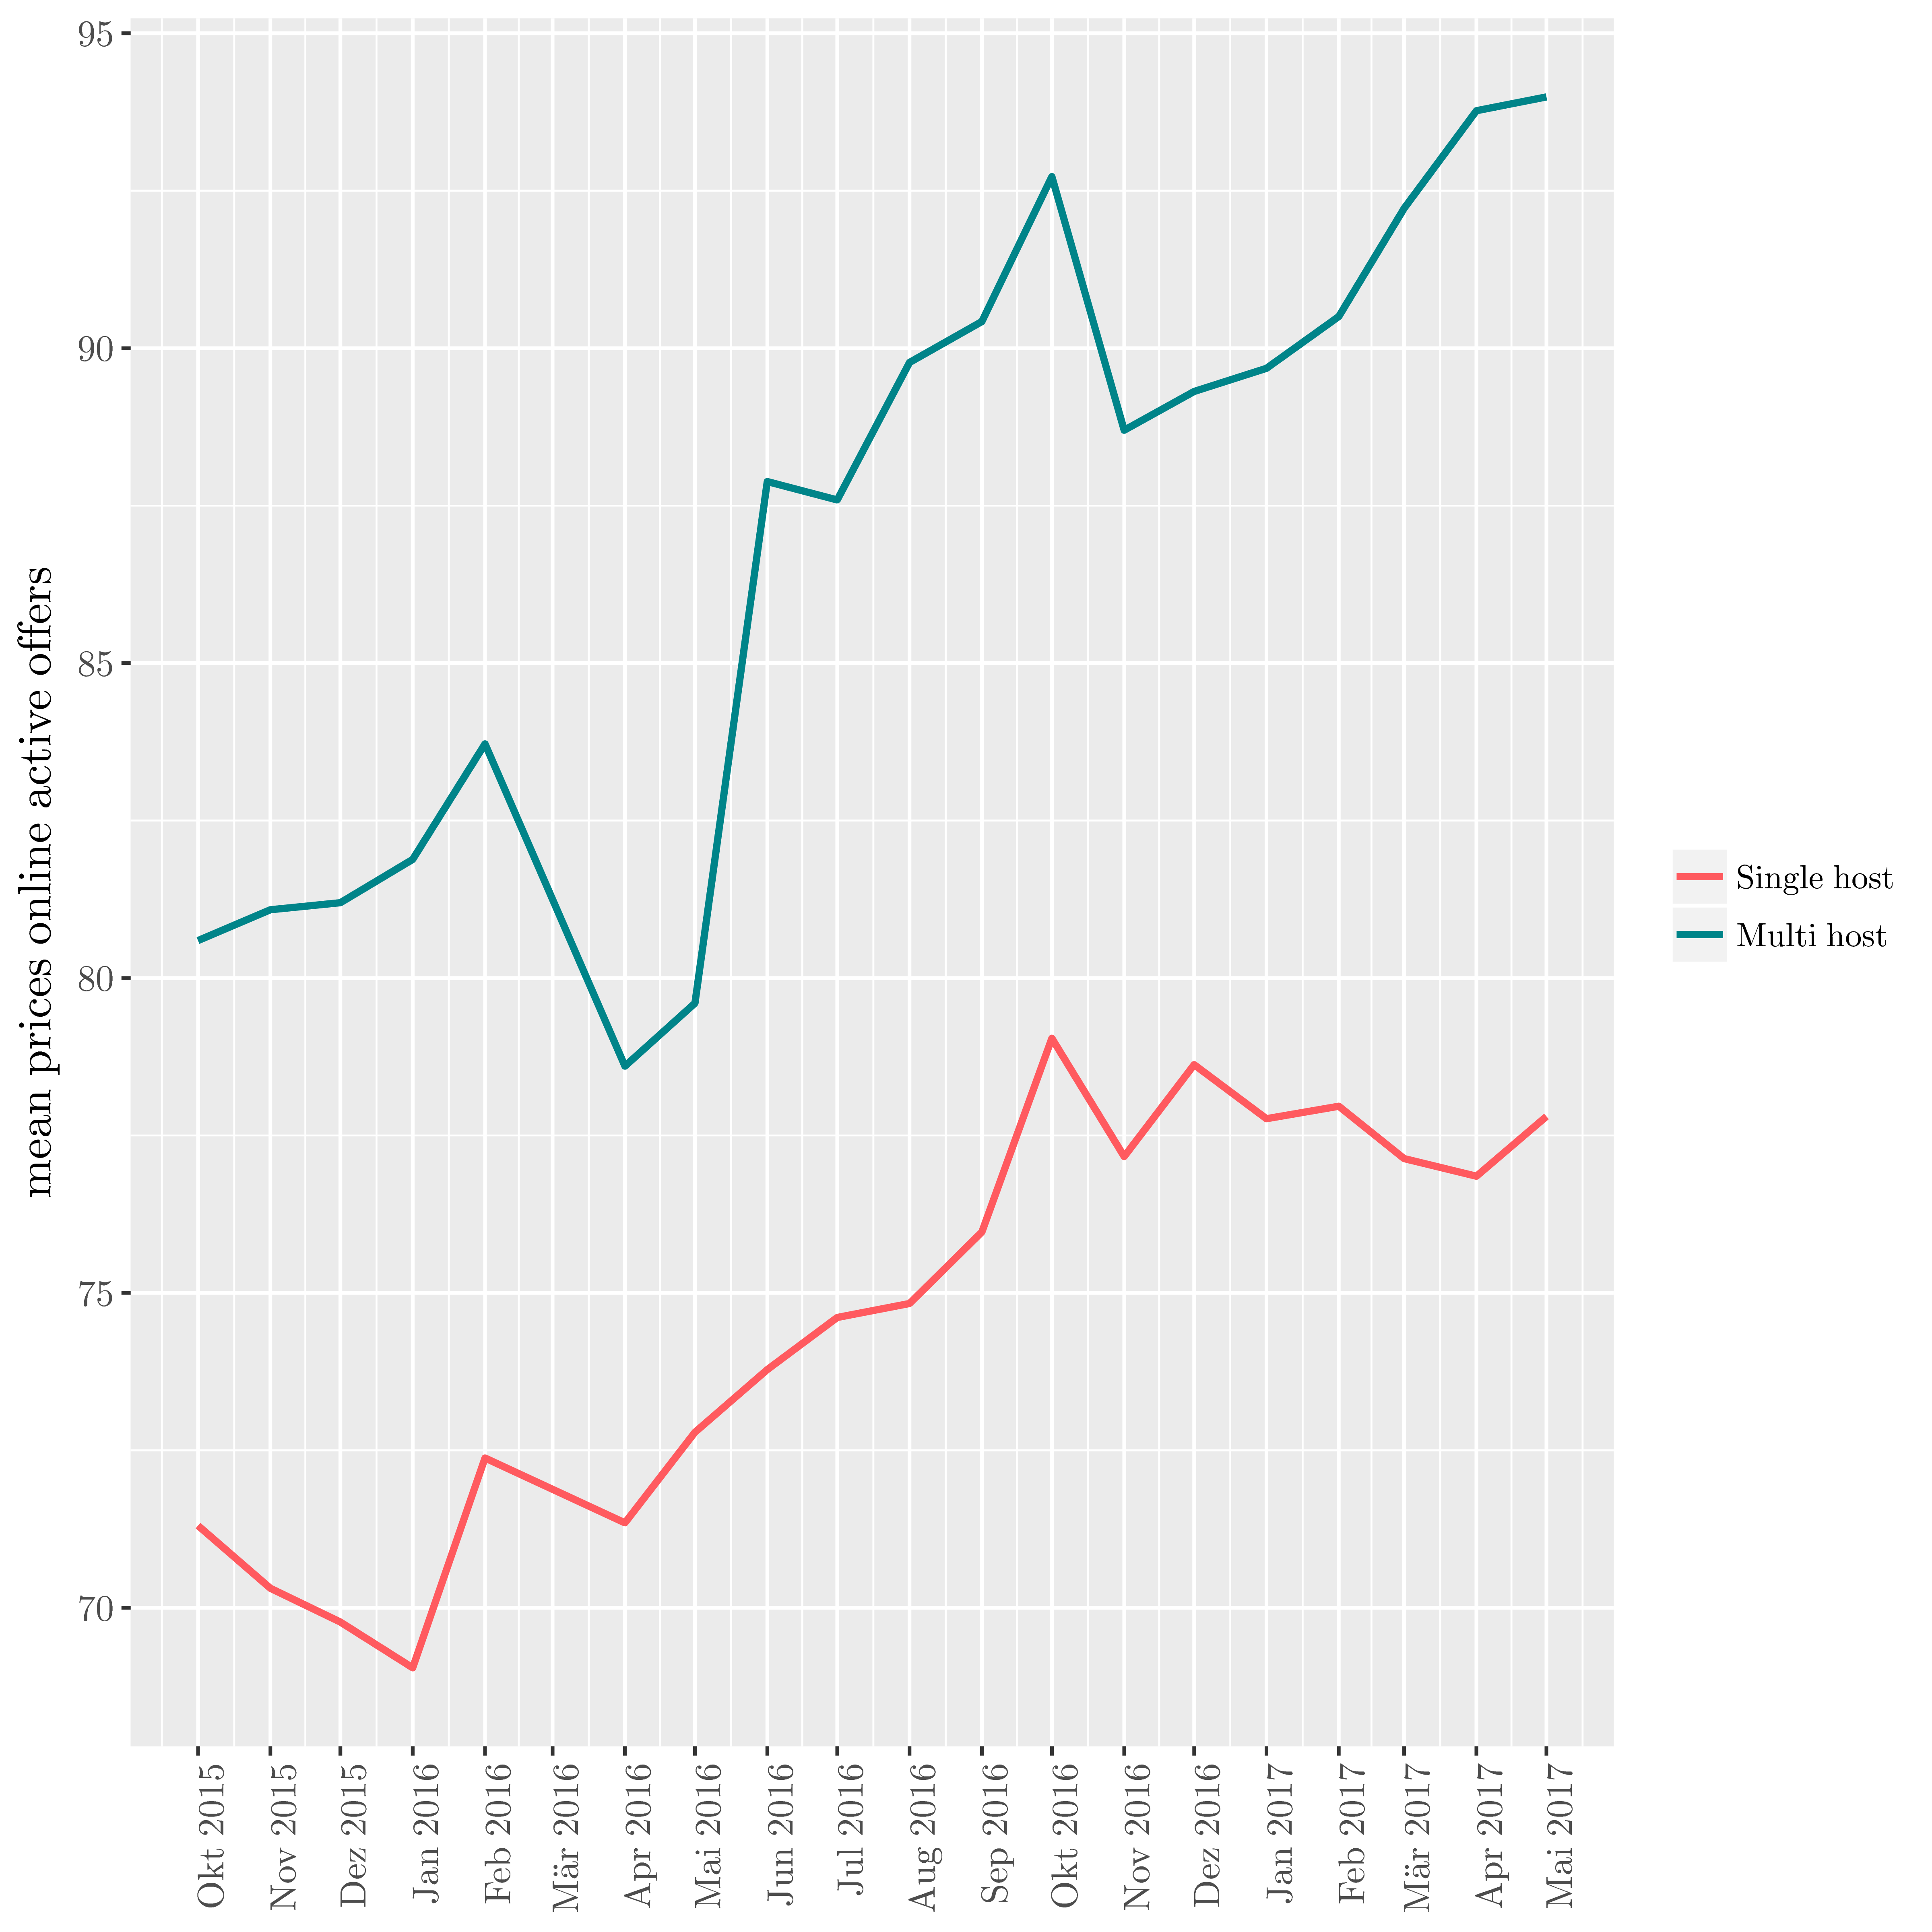 mean prices online active offers
95
90
85
80
75
70
Okt 2015
Nov 2015
Dez 2015
Jan 2016
Feb 2016
Mär 2016
Apr 2016
Mai 2016
Jun 2016
Jul 2016
Aug 2016
Sep 2016
Okt 2016
Nov 2016
Dez 2016
Jan 2017
Feb 2017
Mär 2017
Apr 2017
Mai 2017
Single host
Multi host